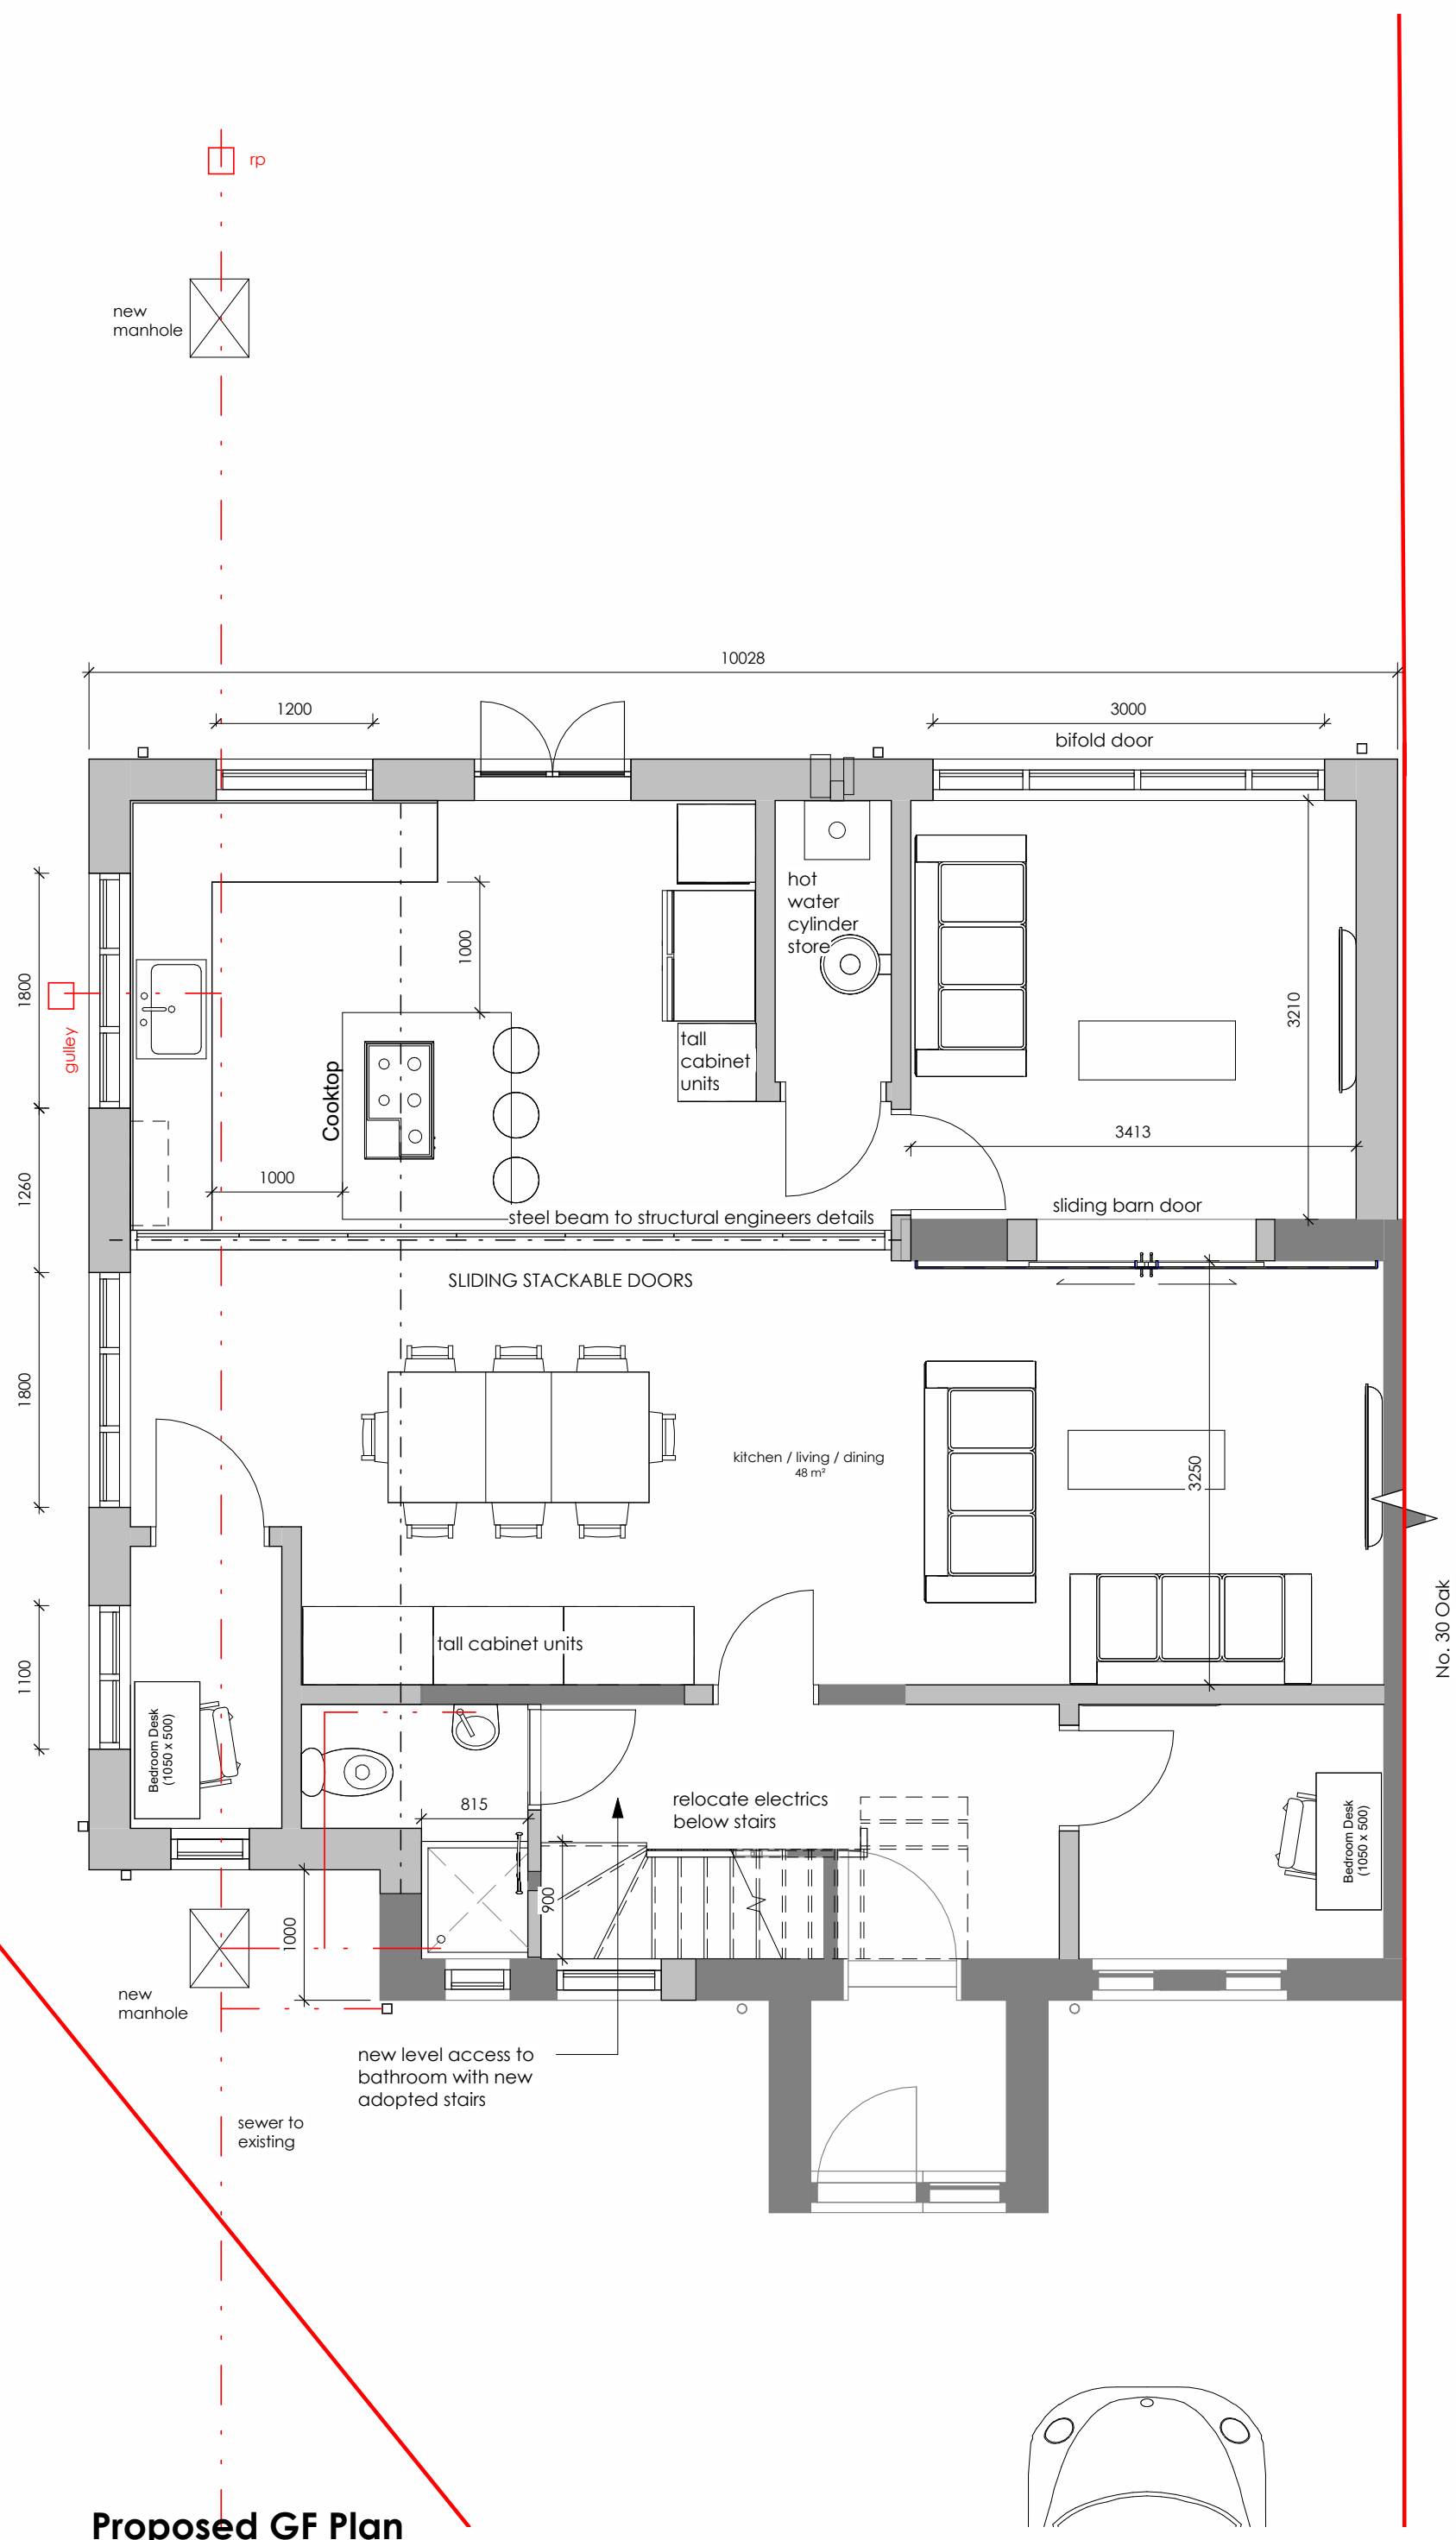 rp
new
manhole
10028
1200
3000
bifold door
hot
water
cylinder
store
1000
1800
gulley
tall
cabinet
units
Cooktop
3210
3413
1260
1000
sliding barn door
steel beam to structural engineers details
SLIDING STACKABLE DOORS
1800
kitchen / living / dining
48 m²
3250
No. 30 Oak
tall cabinet units
1100
Bedroom Desk
(1050 x 500)
815
relocate electrics
below stairs
Bedroom Desk
(1050 x 500)
900
1000
new
manhole
new level access to
bathroom with new
adopted stairs
sewer to
existing
Proposed GF Plan